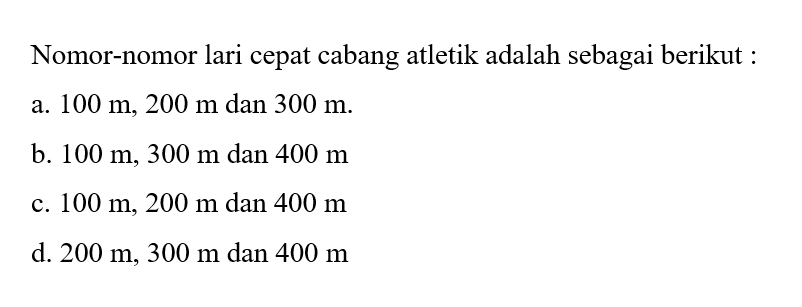 Nomor-nomor lari cepat cabang atletik adalah sebagai berikut :
a. 100 m, 200 m dan 300 m.
b. 100 m, 300 m dan 400 m
c. 100 m, 200 m dan 400 m
d. 200 m, 300 m dan 400 m